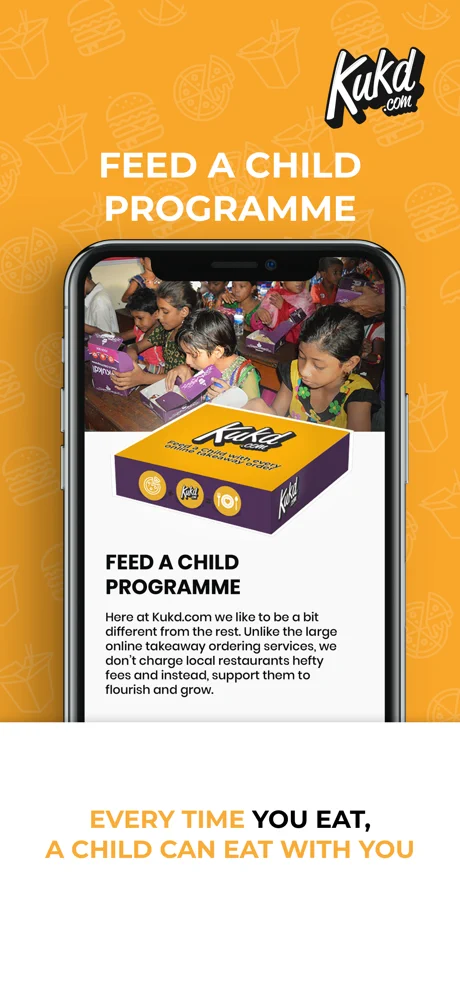 Kukd
.com
FEED A CHILD
PROGRAMME
Kukd
.com
Feed a Child with every
online takeaway order
Kukd
.com
FEED A CHILD
PROGRAMME
Here at Kukd.com we like to be a bit
different from the rest. Unlike the large
online takeaway ordering services, we
don't charge local restaurants hefty
fees and instead, support them to
flourish and grow.
EVERY TIME YOU EAT,
A CHILD CAN EAT WITH YOU